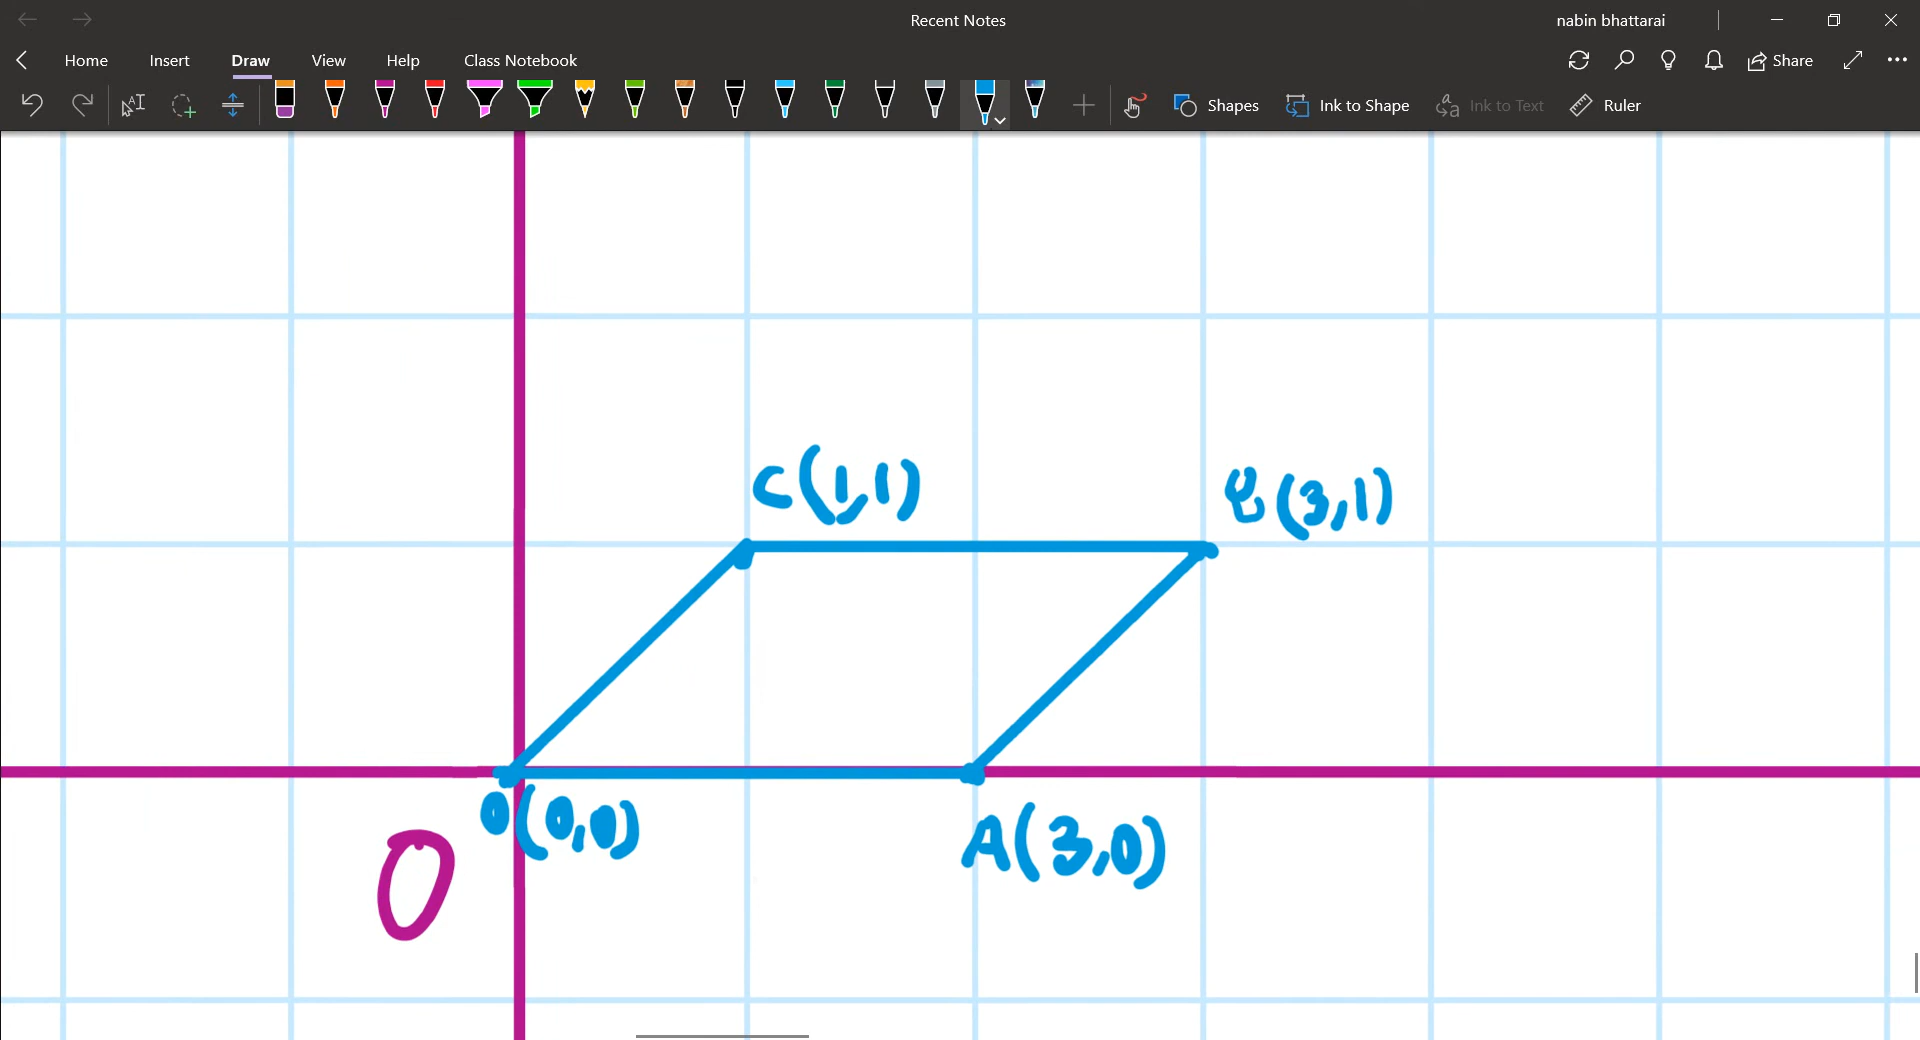 Recent Notes
nabin bhattarai
Home Insert Draw View Help Class Notebook
Share
Shapes Ink to Shape Ink to Text Ruler
C(1,1)
B(3,1)
O(0,0)
A(3,0)
O